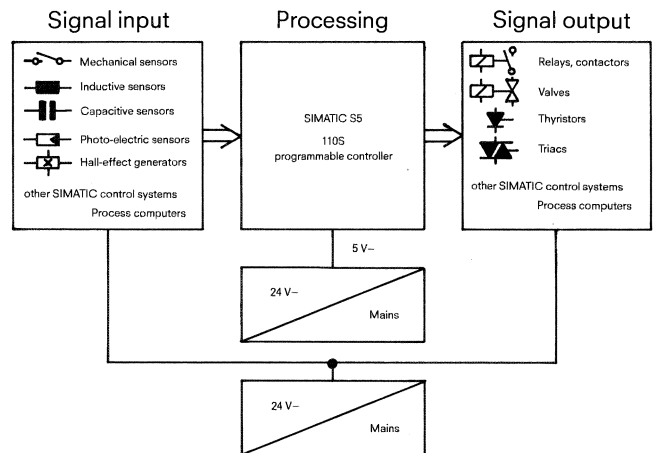 Signal input
Processing
Signal output
Mechanical sensors
Inductive sensors
Capacitive sensors
Photo-electric sensors
Hall-effect generators
other SIMATIC control systems
Process computers
SIMATIC S5
110S
programmable controller
Relays, contactors
Valves
Thyristors
Triacs
other SIMATIC control systems
Process computers
5 V–
24 V–
Mains
24 V–
Mains